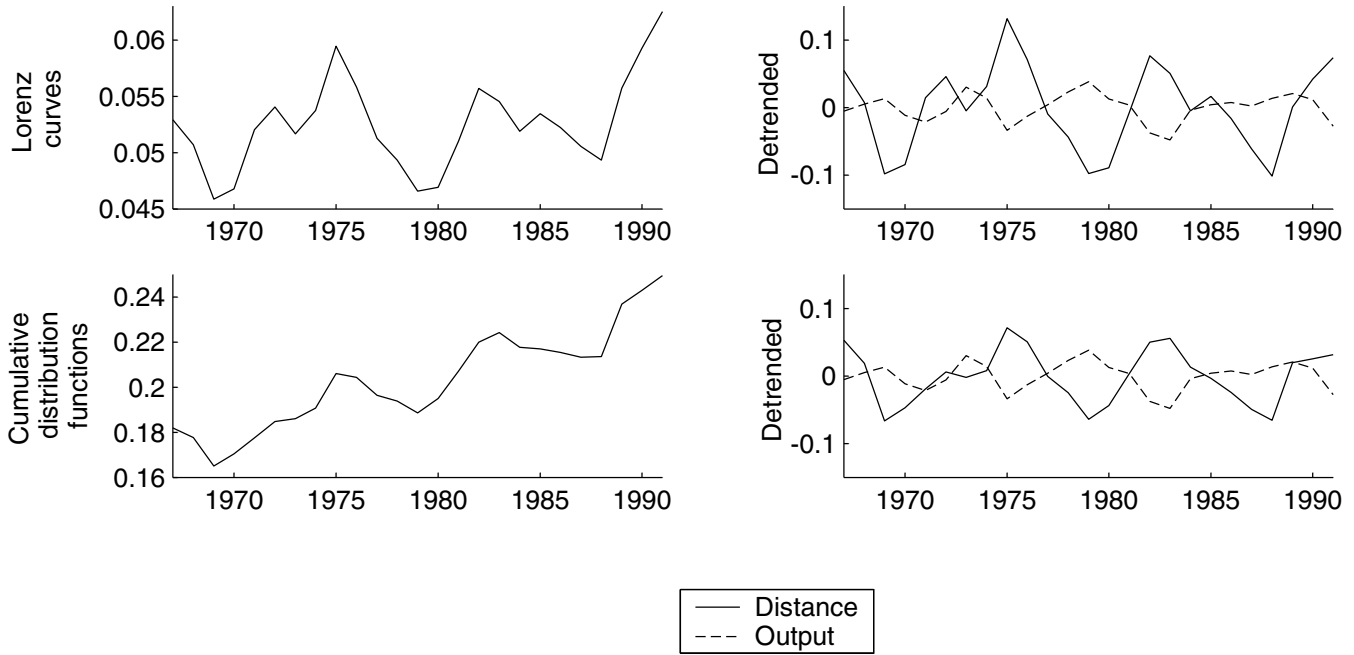 Lorenz
curves
0.06
0.055
0.05
0.045
1970 1975 1980 1985 1990
Detrended
0.1
0
-0.1
1970 1975 1980 1985 1990
Cumulative
distribution
functions
0.24
0.22
0.2
0.18
0.16
1970 1975 1980 1985 1990
Detrended
0.1
0
-0.1
1970 1975 1980 1985 1990
Distance
Output